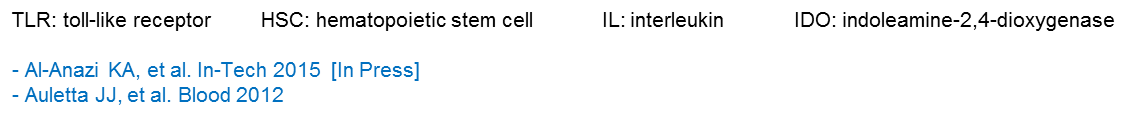 TLR: toll-like receptor HSC: hematopoietic stem cell IL: interleukin IDO: indoleamine-2,4-dioxygenase
- Al-Anazi KA, et al. In-Tech 2015 [In Press]
- Auletta JJ, et al. Blood 2012